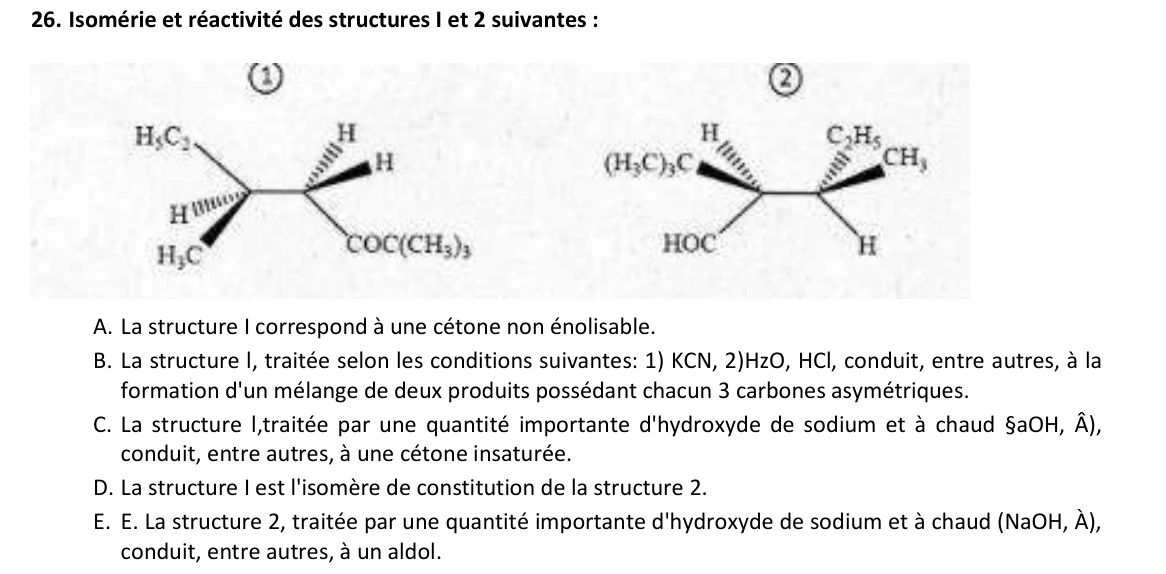 26. Isomérie et réactivité des structures I et 2 suivantes :
1 2
H₅C₂ H H COC(CH₃)₃ H H₃C
H (H₃C)₃C C₂H₅ CH₃ HOC H
A. La structure I correspond à une cétone non énolisable.
B. La structure l, traitée selon les conditions suivantes: 1) KCN, 2)HzO, HCl, conduit, entre autres, à la
formation d'un mélange de deux produits possédant chacun 3 carbones asymétriques.
C. La structure l,traitée par une quantité importante d'hydroxyde de sodium et à chaud §aOH, Â),
conduit, entre autres, à une cétone insaturée.
D. La structure I est l'isomère de constitution de la structure 2.
E. E. La structure 2, traitée par une quantité importante d'hydroxyde de sodium et à chaud (NaOH, À),
conduit, entre autres, à un aldol.